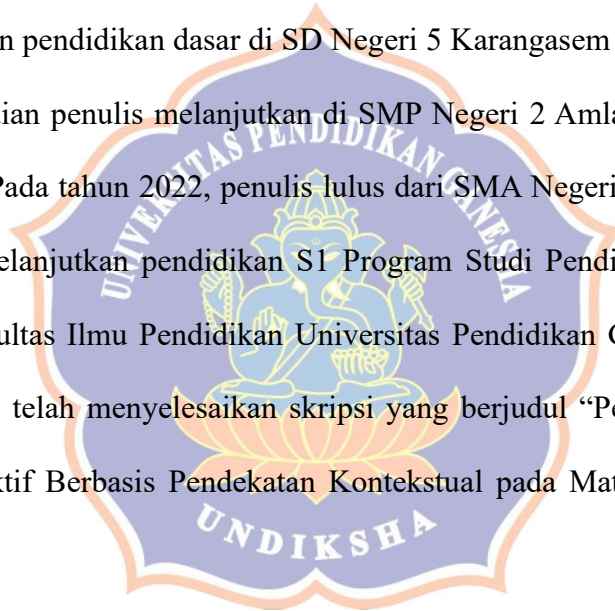 n pendidikan dasar di SD Negeri 5 Karangasem
ian penulis melanjutkan di SMP Negeri 2 Amla
UNIVERSITAS PENDIDIKAN GANESHA
Pada tahun 2022, penulis lulus dari SMA Negeri
elanjutkan pendidikan S1 Program Studi Pendi
ultas Ilmu Pendidikan Universitas Pendidikan
telah menyelesaikan skripsi yang berjudul “Pe
ktif Berbasis Pendekatan Kontekstual pada Mat
UNDIKSHA